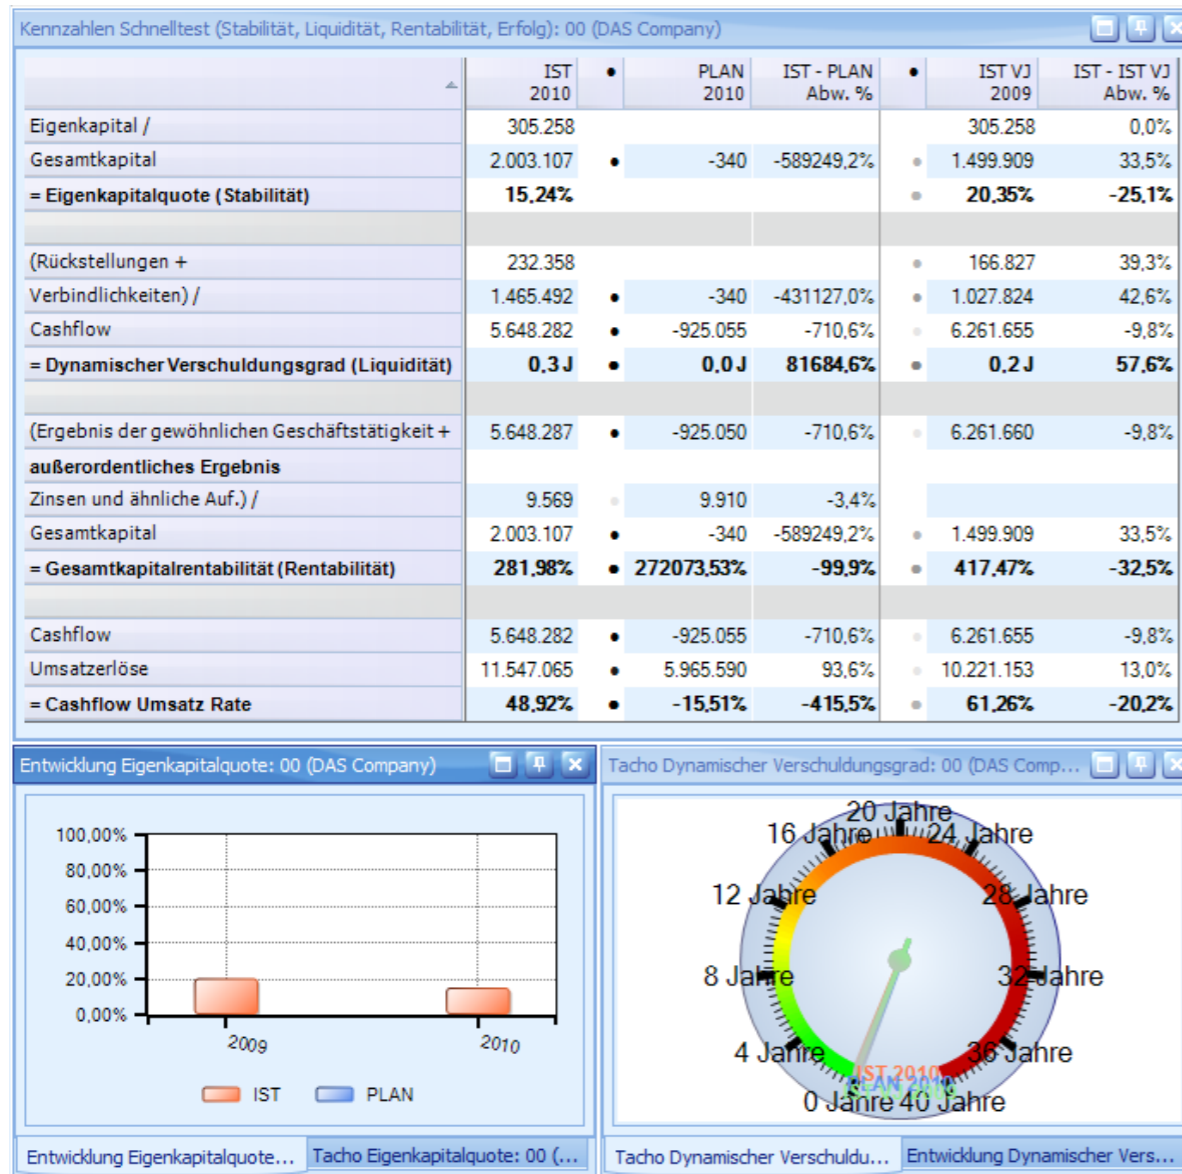 Kennzahlen Schnelltest (Stabilität, Liquidität, Rentabilität, Erfolg): 00 (DAS Company)
IST 2010 • PLAN 2010 IST - PLAN Abw. % • IST VJ 2009 IST - IST VJ Abw. %
Eigenkapital / 305.258 305.258 0,0%
Gesamtkapital 2.003.107 • -340 -589249,2% • 1.499.909 33,5%
= Eigenkapitalquote (Stabilität) 15,24% • 20,35% -25,1%
(Rückstellungen + 232.358 • 166.827 39,3%
Verbindlichkeiten) / 1.465.492 • -340 -431127,0% • 1.027.824 42,6%
Cashflow 5.648.282 • -925.055 -710,6% • 6.261.655 -9,8%
= Dynamischer Verschuldungsgrad (Liquidität) 0,3 J • 0,0 J 81684,6% • 0,2 J 57,6%
(Ergebnis der gewöhnlichen Geschäftstätigkeit + 5.648.287 • -925.050 -710,6% • 6.261.660 -9,8%
außerordentliches Ergebnis
Zinsen und ähnliche Auf.) / 9.569 • 9.910 -3,4%
Gesamtkapital 2.003.107 • -340 -589249,2% • 1.499.909 33,5%
= Gesamtkapitalrentabilität (Rentabilität) 281,98% • 272073,53% -99,9% • 417,47% -32,5%
Cashflow 5.648.282 • -925.055 -710,6% • 6.261.655 -9,8%
Umsatzerlöse 11.547.065 • 5.965.590 93,6% • 10.221.153 13,0%
= Cashflow Umsatz Rate 48,92% • -15,51% -415,5% • 61,26% -20,2%
Entwicklung Eigenkapitalquote: 00 (DAS Company)
100,00%
80,00%
60,00%
40,00%
20,00%
0,00%
2009 2010
IST PLAN
Entwicklung Eigenkapitalquote... Tacho Eigenkapitalquote: 00 (...
Tacho Dynamischer Verschuldungsgrad: 00 (DAS Comp...
20 Jahre
16 Jahre 24 Jahre
12 Jahre 28 Jahre
8 Jahre 32 Jahre
4 Jahre 36 Jahre
IST 2010
PLAN 2010
IST VJ 2009
0 Jahre 40 Jahre
Tacho Dynamischer Verschuldu... Entwicklung Dynamischer Vers...